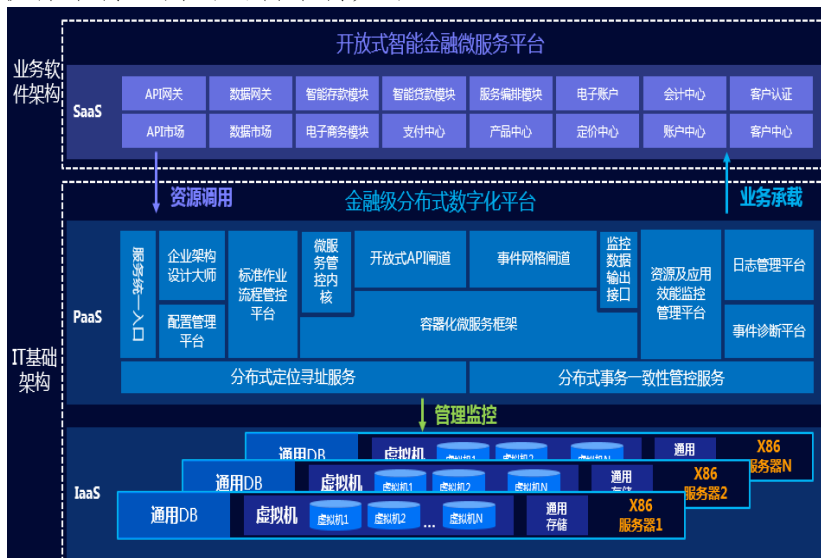 开放式智能金融微服务平台
业务软
件架构
SaaS
API网关 数据网关 智能存款模块 智能贷款模块 服务编排模块 电子账户 会计中心 客户认证
API市场 数据市场 电子商务模块 支付中心 产品中心 定价中心 账户中心 客户中心
资源调用
金融级分布式数字化平台
业务承载
IT基础
架构
PaaS
服务统一入口
企业架构
设计大师
配置管理
平台
标准作业
流程管控
平台
微服
务管
控内
核
开放式API闸道
事件网格闸道
监控
数据
输出
接口
容器化微服务框架
资源及应用
效能监控
管理平台
日志管理平台
事件诊断平台
分布式定位寻址服务
分布式事务一致性管控服务
管理监控
IaaS
通用DB 虚拟机 通用 X86
服务器N
通用DB 虚拟机 虚拟机1 虚拟机2 虚拟机N 通用 X86
服务器2
通用DB 虚拟机 虚拟机1 虚拟机2 ... 虚拟机N 通用
存储
X86
服务器1